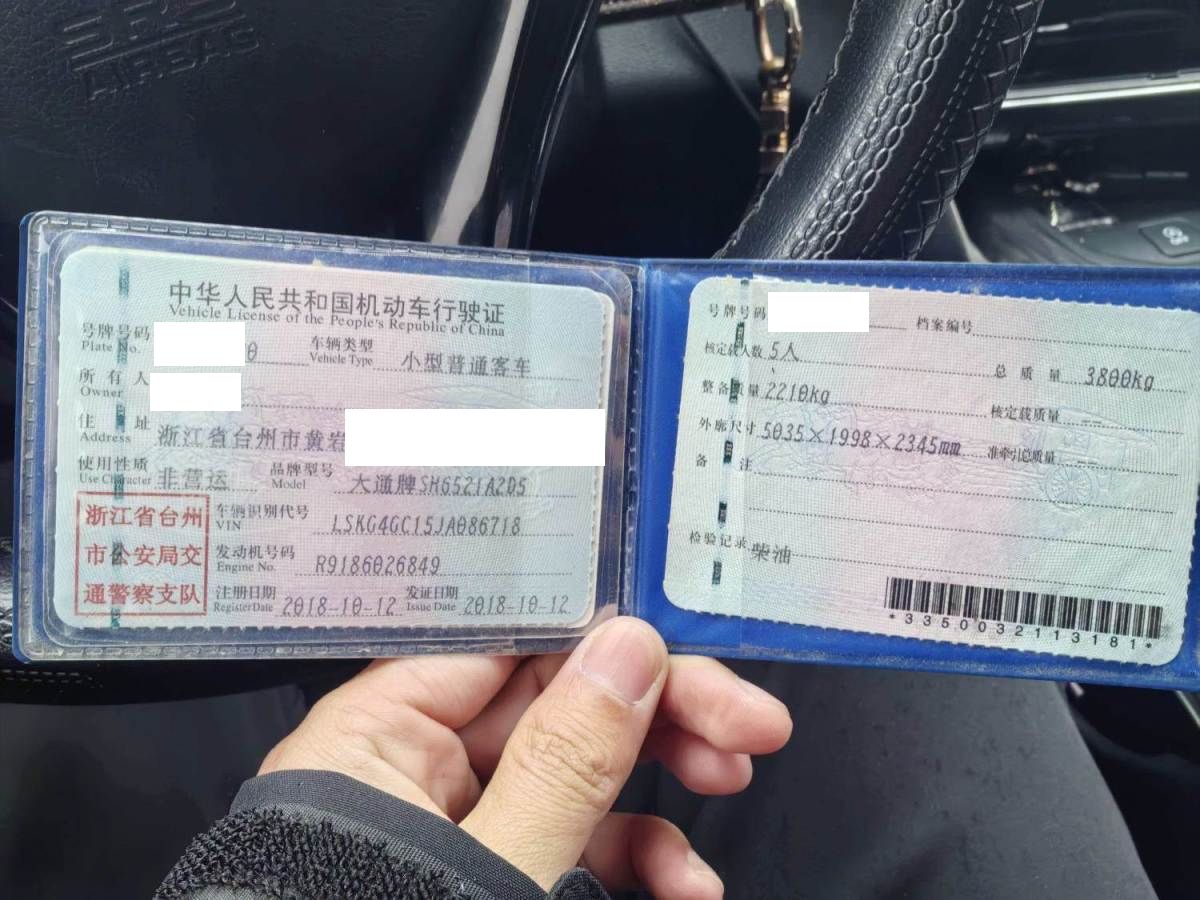 SRS
AIRBAG
中华人民共和国机动车行驶证
Vehicle License of the People's Republic of China
号牌号码 0
Plate No.
车辆类型 小型普通客车
Vehicle Type
所有人
Owner
住址 浙江省台州市黄岩
Address
使用性质 非营运
Use Character
品牌型号 大通牌SH6521A2D5
Model
浙江省台州
市公安局交
通警察支队
车辆识别代号 LSKG4GC15JA086718
VIN
发动机号码 R9186026849
Engine No.
注册日期 2018-10-12
Register Date
发证日期 2018-10-12
Issue Date
号牌号码
档案编号
核定载人数 5人
总质量 3800kg
整备质量 2210kg
核定载质量 --
外廓尺寸 5035×1998×2345mm
准牵引总质量 --
备注
检验记录 柴油
*3350032113181*